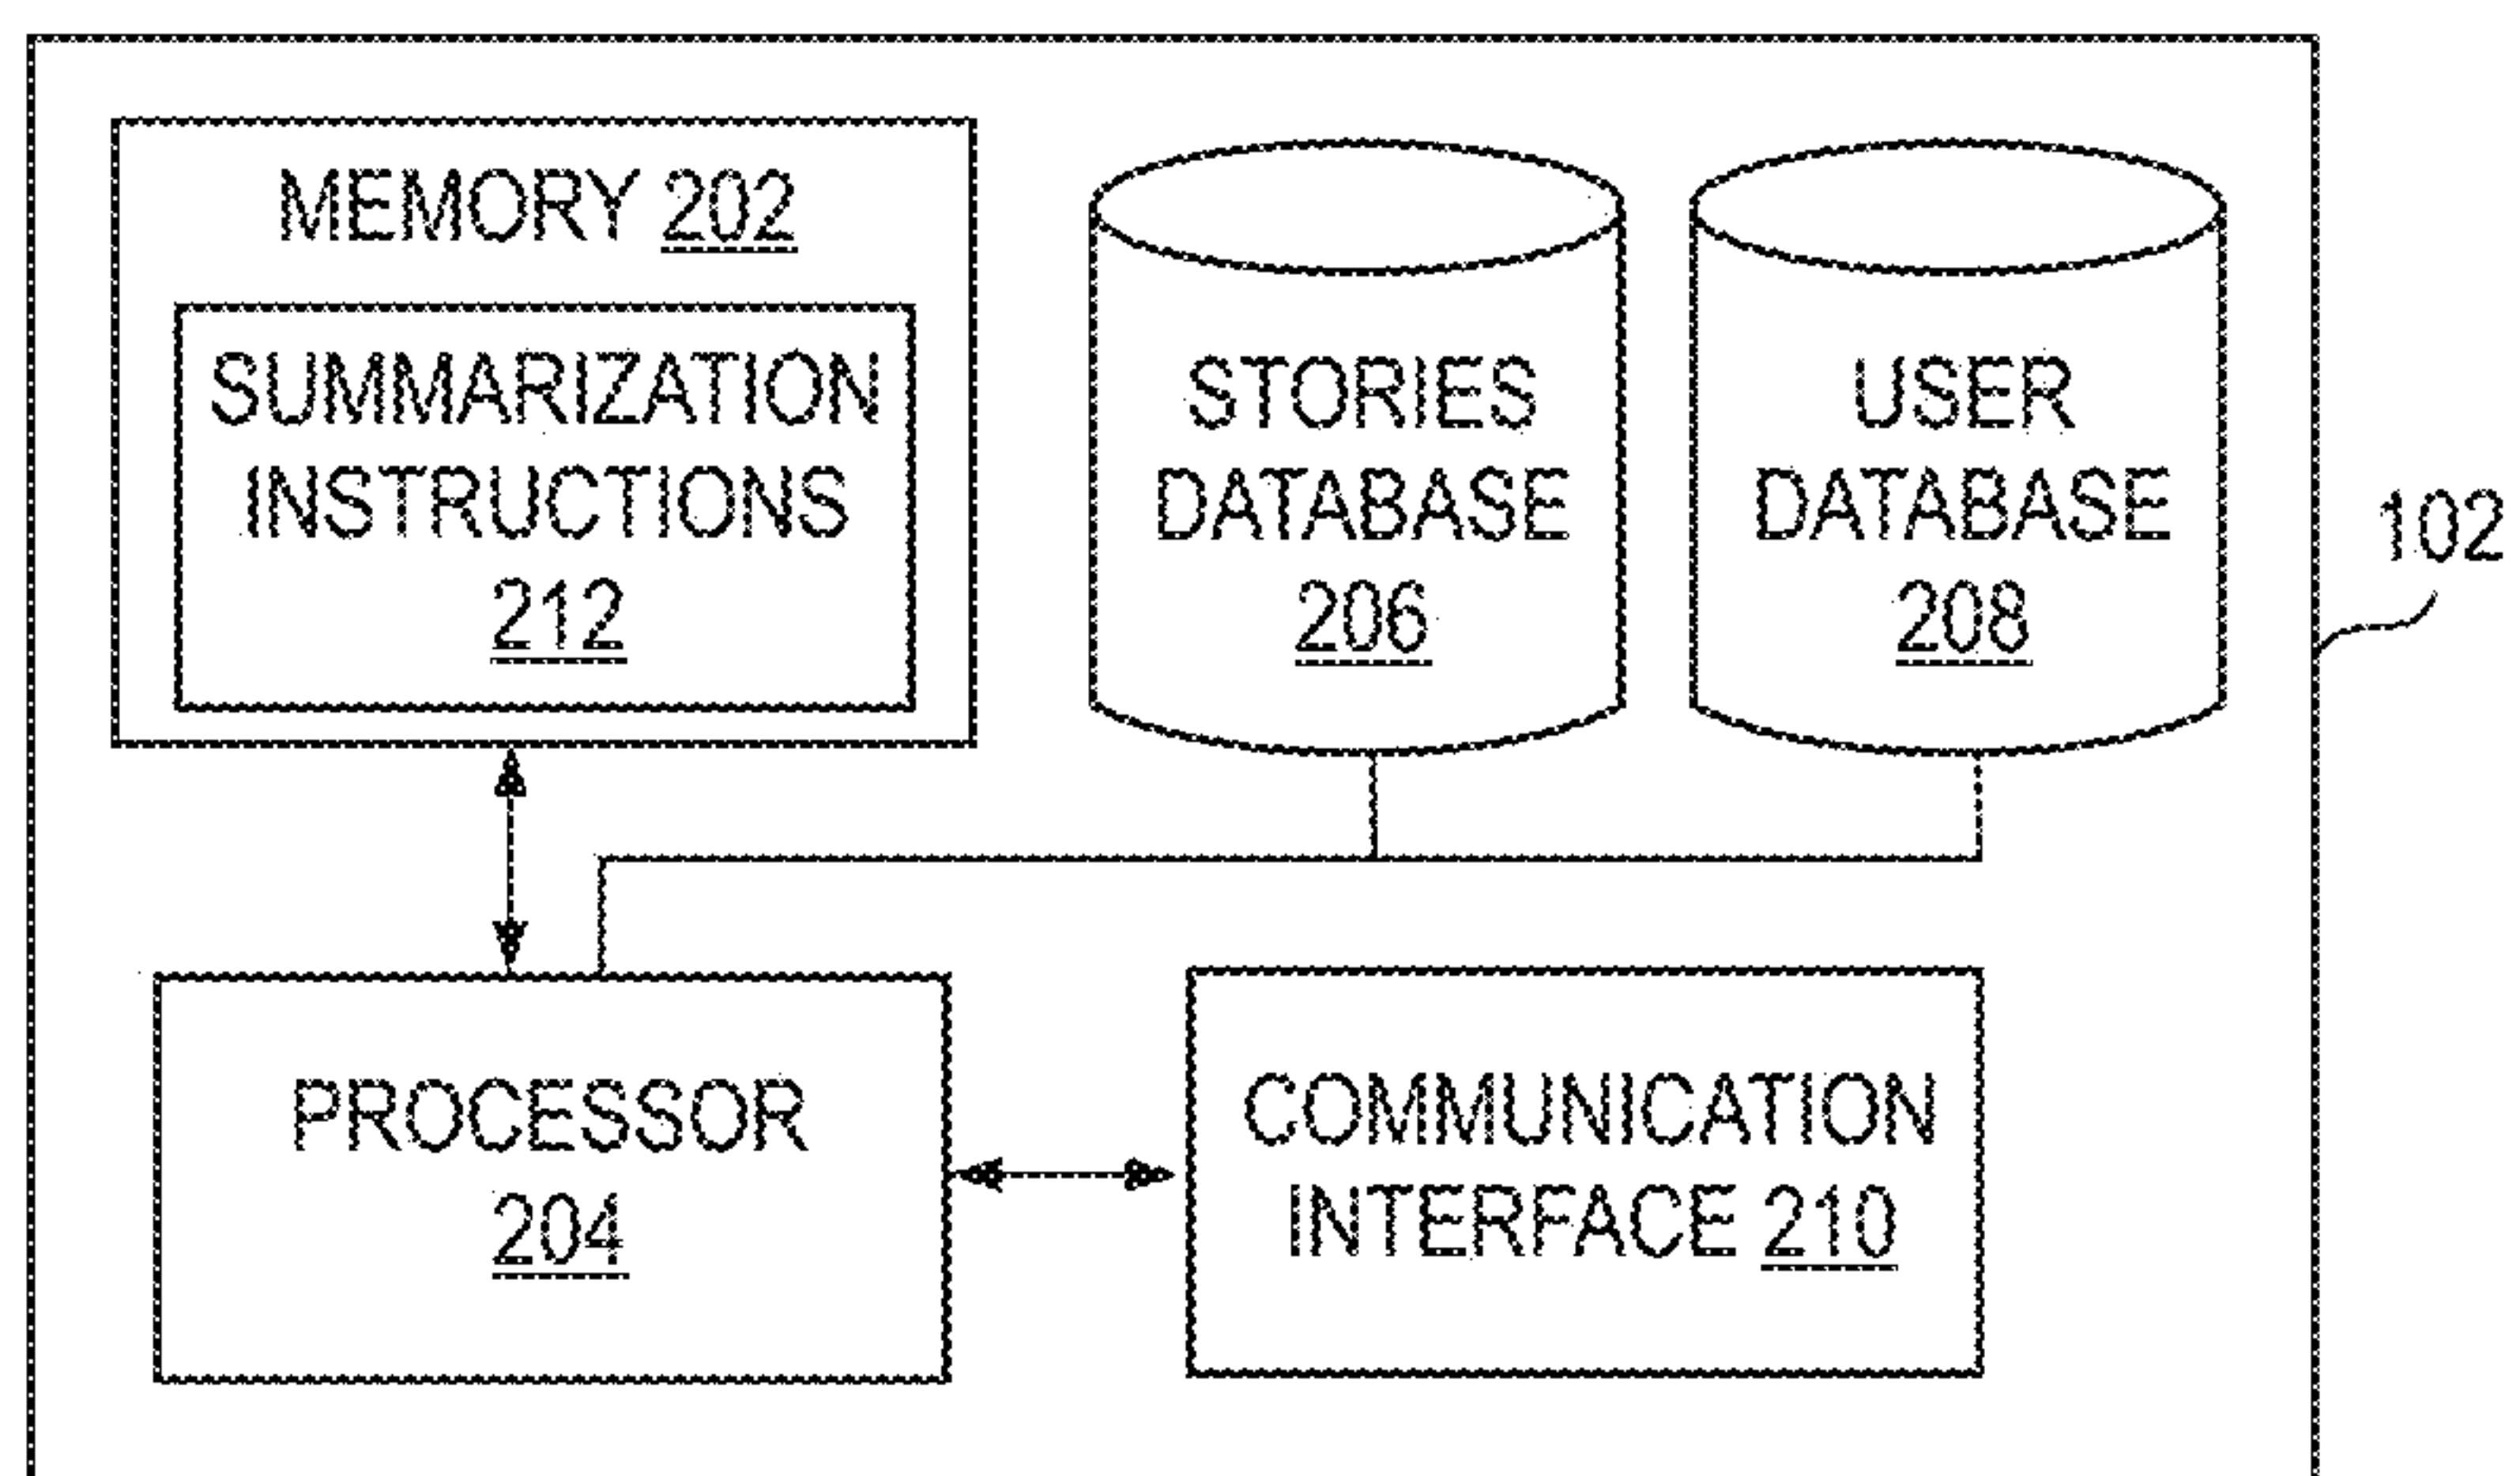 MEMORY 202
SUMMARIZATION
INSTRUCTIONS
212
STORIES
DATABASE
206
USER
DATABASE
208
102
PROCESSOR
204
COMMUNICATION
INTERFACE 210